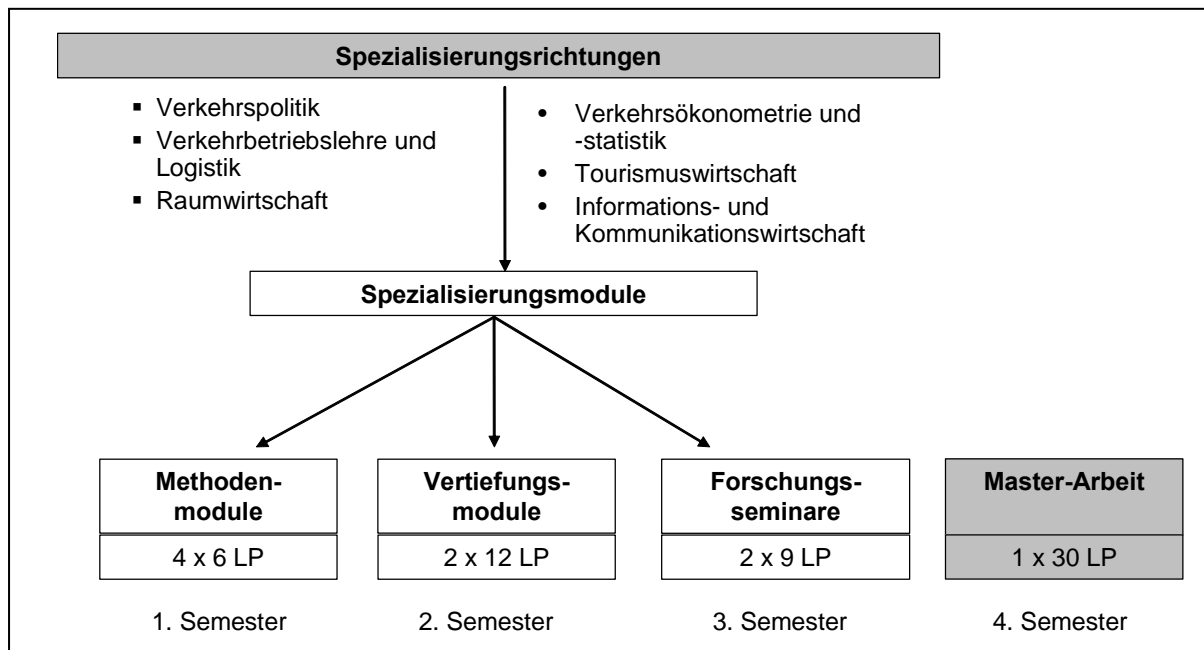 Spezialisierungsrichtungen
▪ Verkehrspolitik
▪ Verkehrbetriebslehre und
Logistik
▪ Raumwirtschaft
• Verkehrsökonometrie und
-statistik
• Tourismuswirtschaft
• Informations- und
Kommunikationswirtschaft
Spezialisierungsmodule
Methoden-
module
4 x 6 LP
1. Semester
Vertiefungs-
module
2 x 12 LP
2. Semester
Forschungs-
seminare
2 x 9 LP
3. Semester
Master-Arbeit
1 x 30 LP
4. Semester